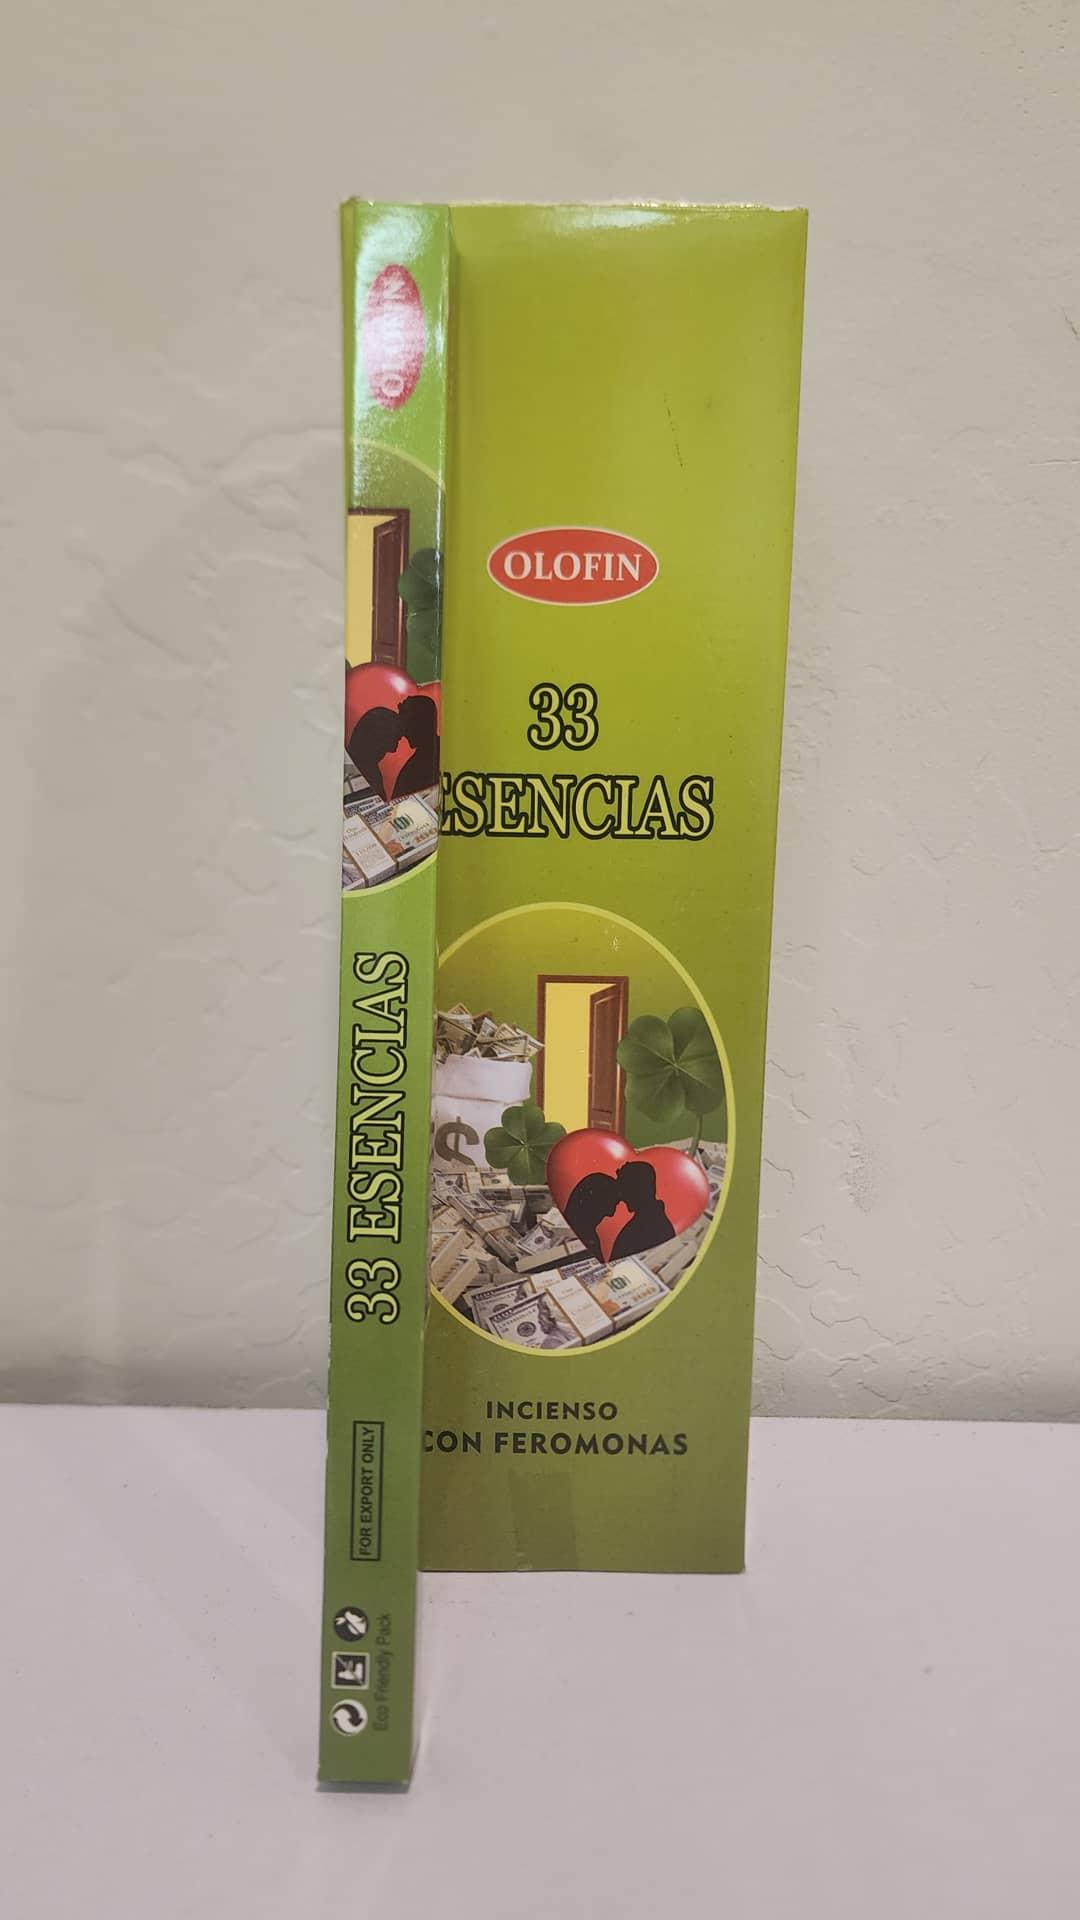 OLOFIN
33 ESENCIAS
FOR EXPORT ONLY
Eco Friendly Pack
OLOFIN
33
ESENCIAS
$
INCIENSO
CON FEROMONAS